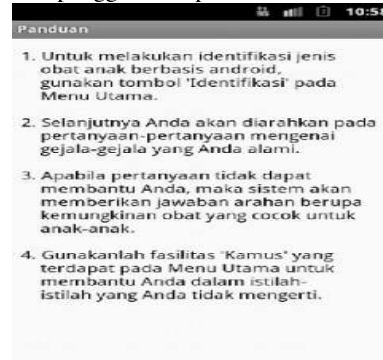 10:58
Panduan
1. Untuk melakukan identifikasi jenis
obat anak berbasis android,
gunakan tombol 'Identifikasi' pada
Menu Utama.
2. Selanjutnya Anda akan diarahkan pada
pertanyaan-pertanyaan mengenai
gejala-gejala yang Anda alami.
3. Apabila pertanyaan tidak dapat
membantu Anda, maka sistem akan
memberikan jawaban arahan berupa
kemungkinan obat yang cocok untuk
anak-anak.
4. Gunakanlah fasilitas 'Kamus' yang
terdapat pada Menu Utama untuk
membantu Anda dalam istilah-
istilah yang Anda tidak mengerti.